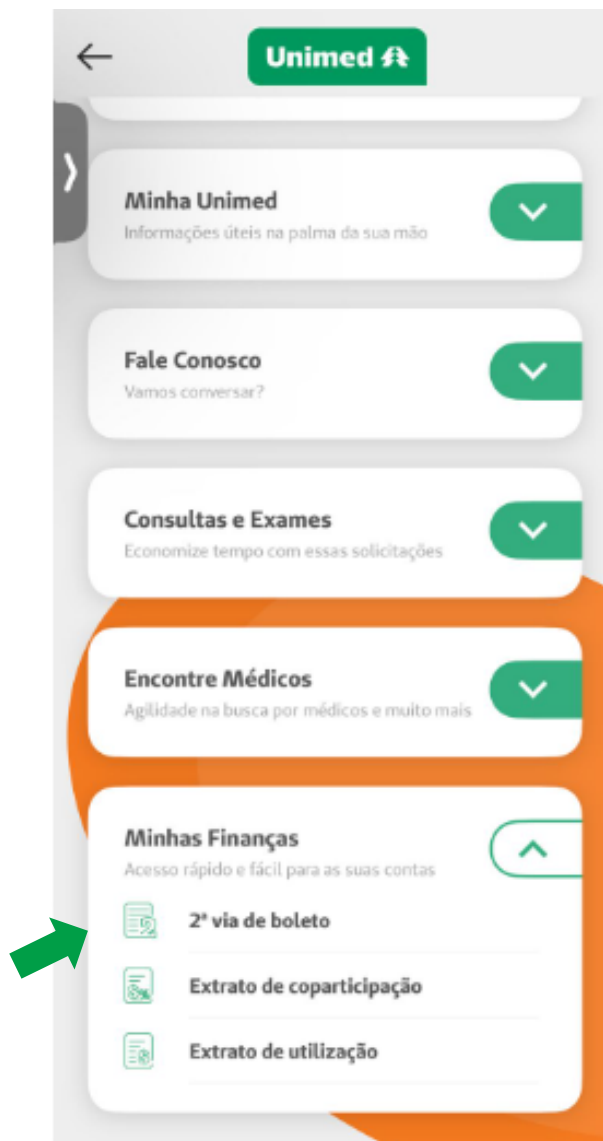 Unimed
Minha Unimed
Informações úteis na palma da sua mão
Fale Conosco
Vamos conversar?
Consultas e Exames
Economize tempo com essas solicitações
Encontre Médicos
Agilidade na busca por médicos e muito mais
Minhas Finanças
Acesso rápido e fácil para as suas contas
2ª via de boleto
Extrato de coparticipação
Extrato de utilização